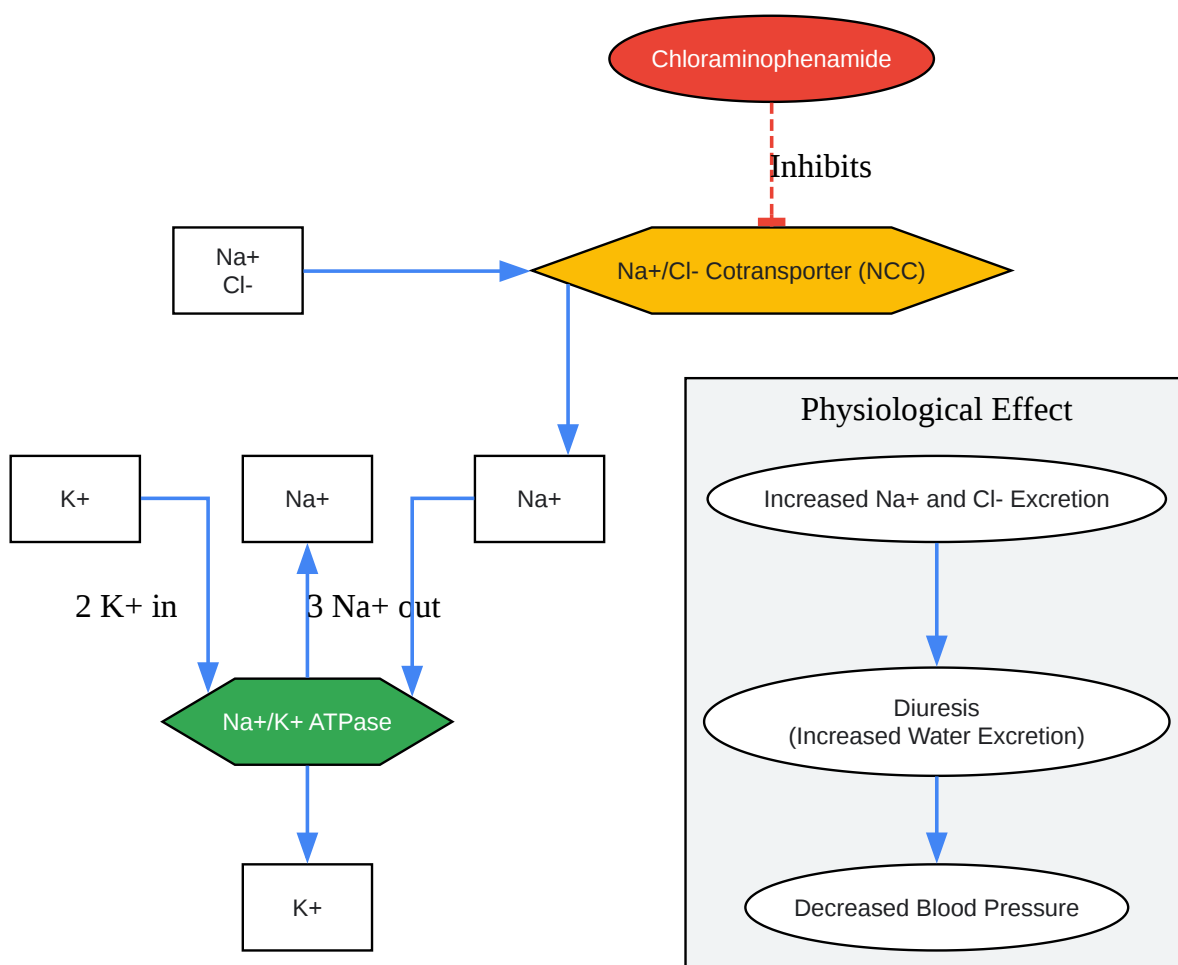 Chloraminophenamide
Inhibits
Na+
Cl-
Na+/Cl- Cotransporter (NCC)
Physiological Effect
K+
Na+
Na+
Increased Na+ and Cl- Excretion
2 K+ in
3 Na+ out
Na+/K+ ATPase
Diuresis
(Increased Water Excretion)
K+
Decreased Blood Pressure